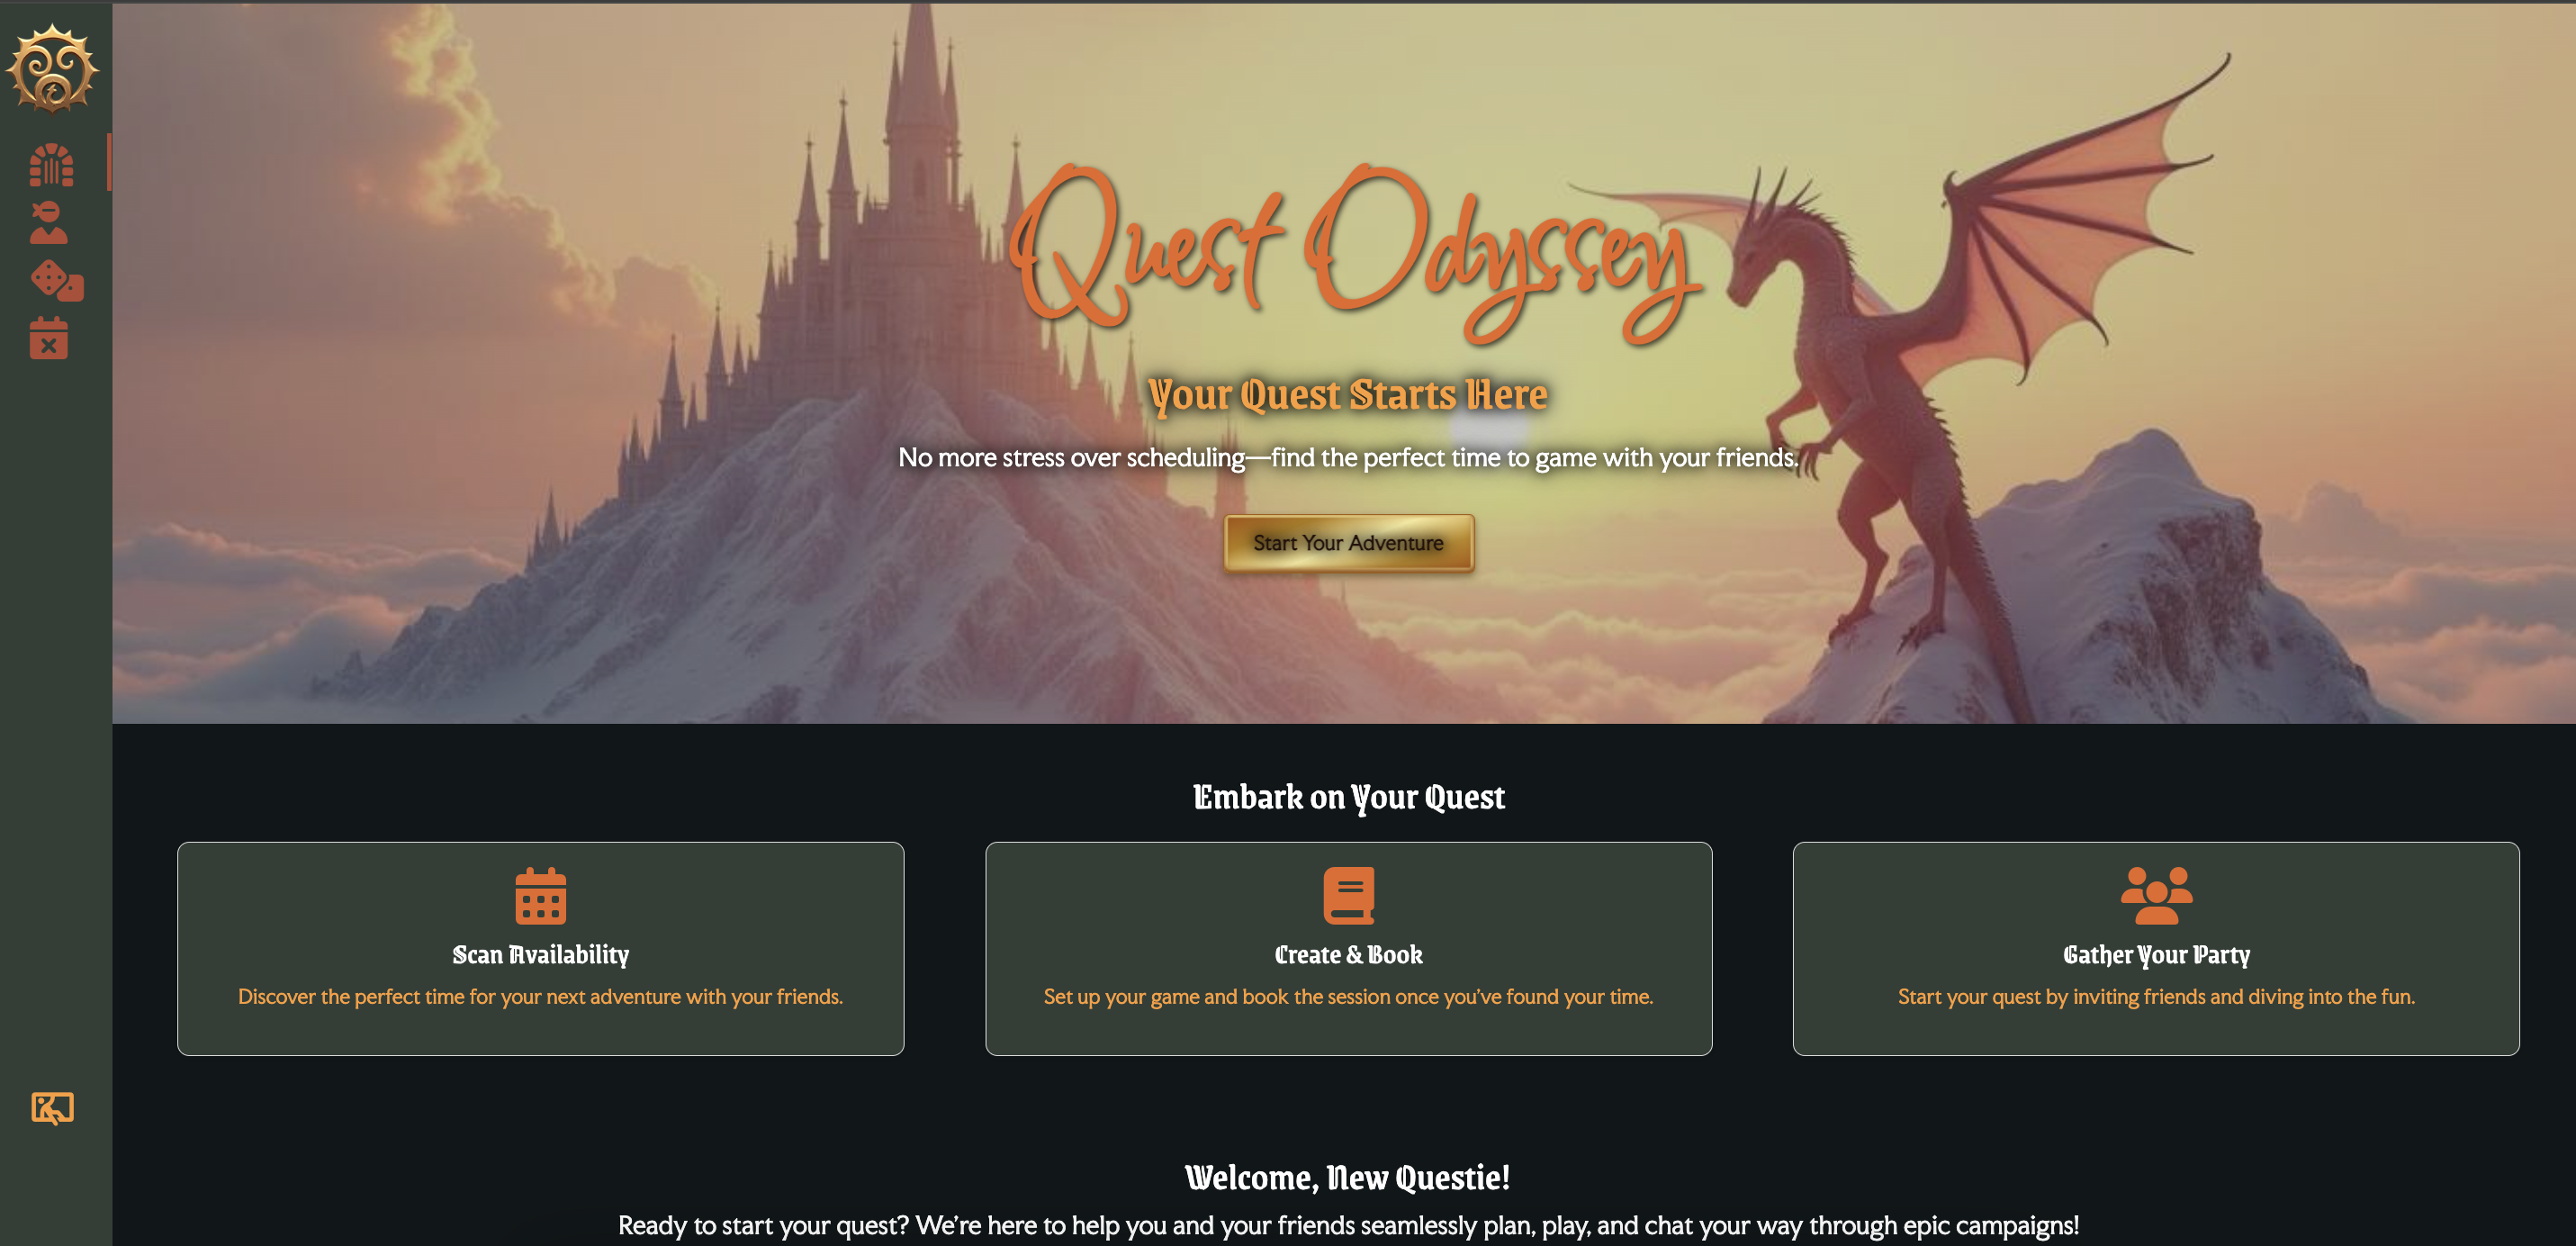 Quest Odyssey
Your Quest Starts Here
No more stress over scheduling—find the perfect time to game with your friends.
Start Your Adventure
Embark on Your Quest
Scan Availability
Discover the perfect time for your next adventure with your friends.
Create & Book
Set up your game and book the session once you've found your time.
Gather Your Party
Start your quest by inviting friends and diving into the fun.
Welcome, New Questie!
Ready to start your quest? We're here to help you and your friends seamlessly plan, play, and chat your way through epic campaigns!